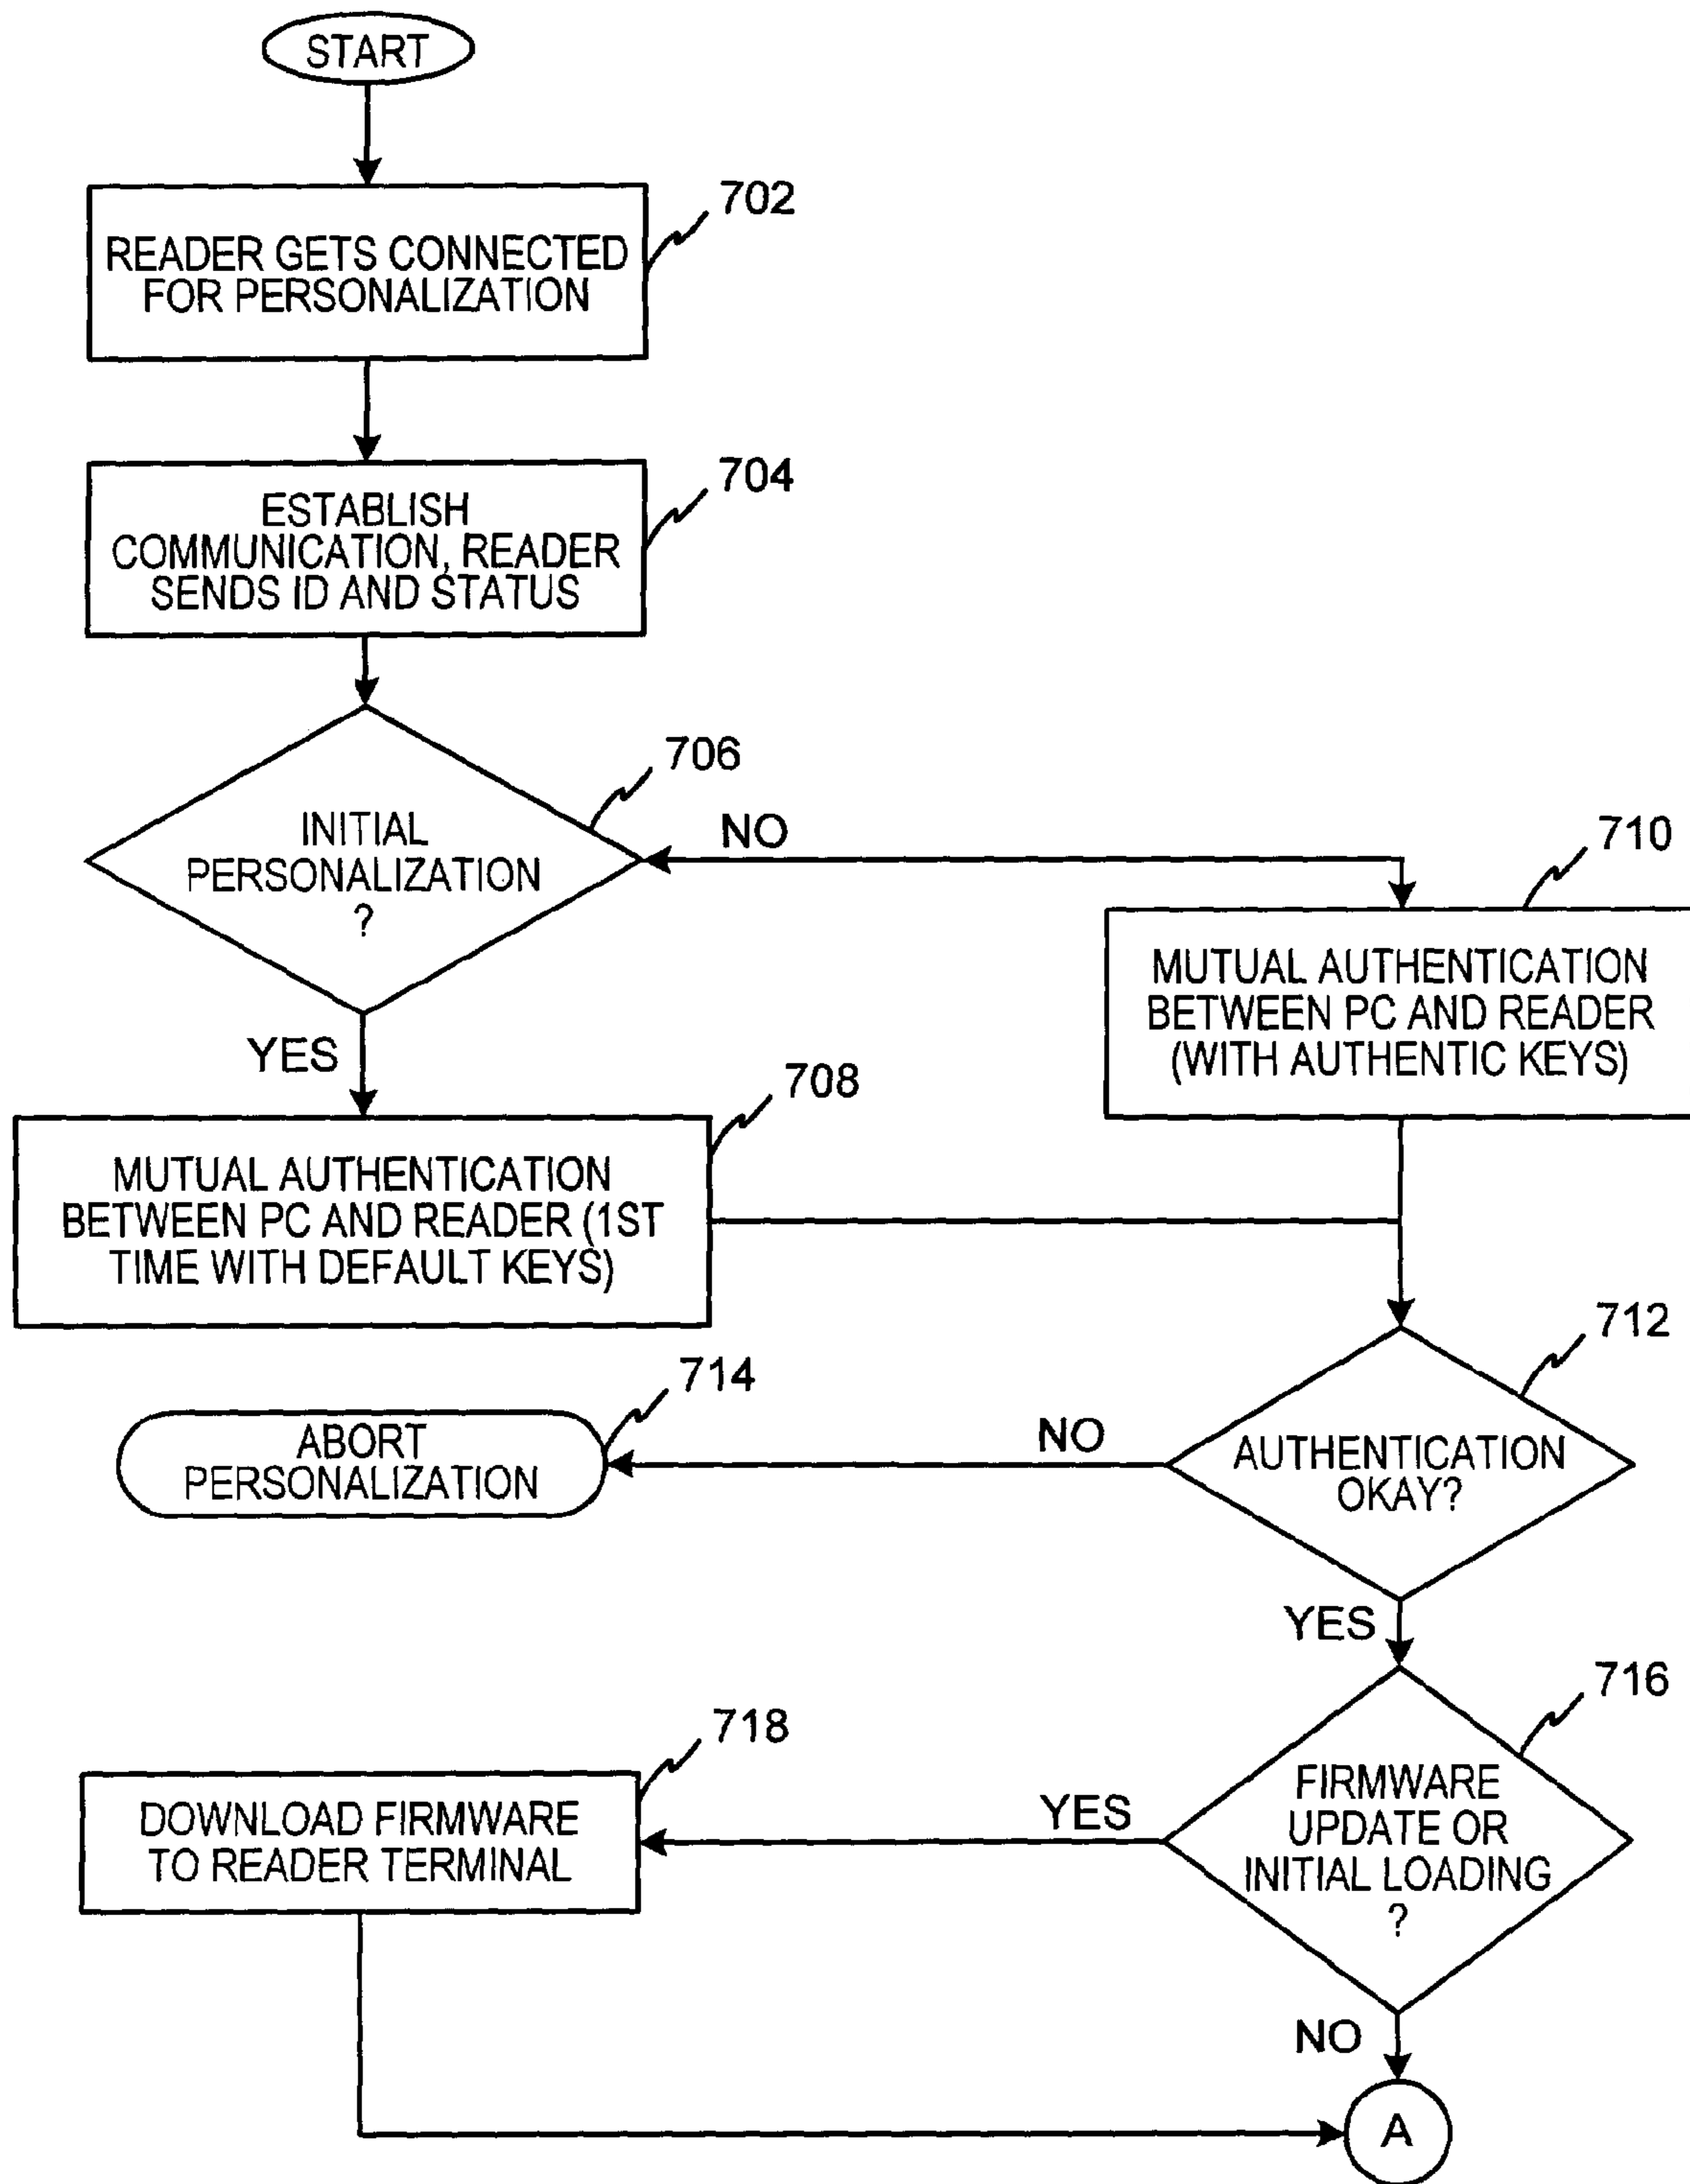 START
702
READER GETS CONNECTED
FOR PERSONALIZATION
704
ESTABLISH
COMMUNICATION, READER
SENDS ID AND STATUS
706
INITIAL
PERSONALIZATION
?
NO
710
MUTUAL AUTHENTICATION
BETWEEN PC AND READER
(WITH AUTHENTIC KEYS)
YES
708
MUTUAL AUTHENTICATION
BETWEEN PC AND READER (1ST
TIME WITH DEFAULT KEYS)
712
AUTHENTICATION
OKAY?
NO
714
ABORT
PERSONALIZATION
YES
716
FIRMWARE
UPDATE OR
INITIAL LOADING
?
YES
718
DOWNLOAD FIRMWARE
TO READER TERMINAL
NO
A